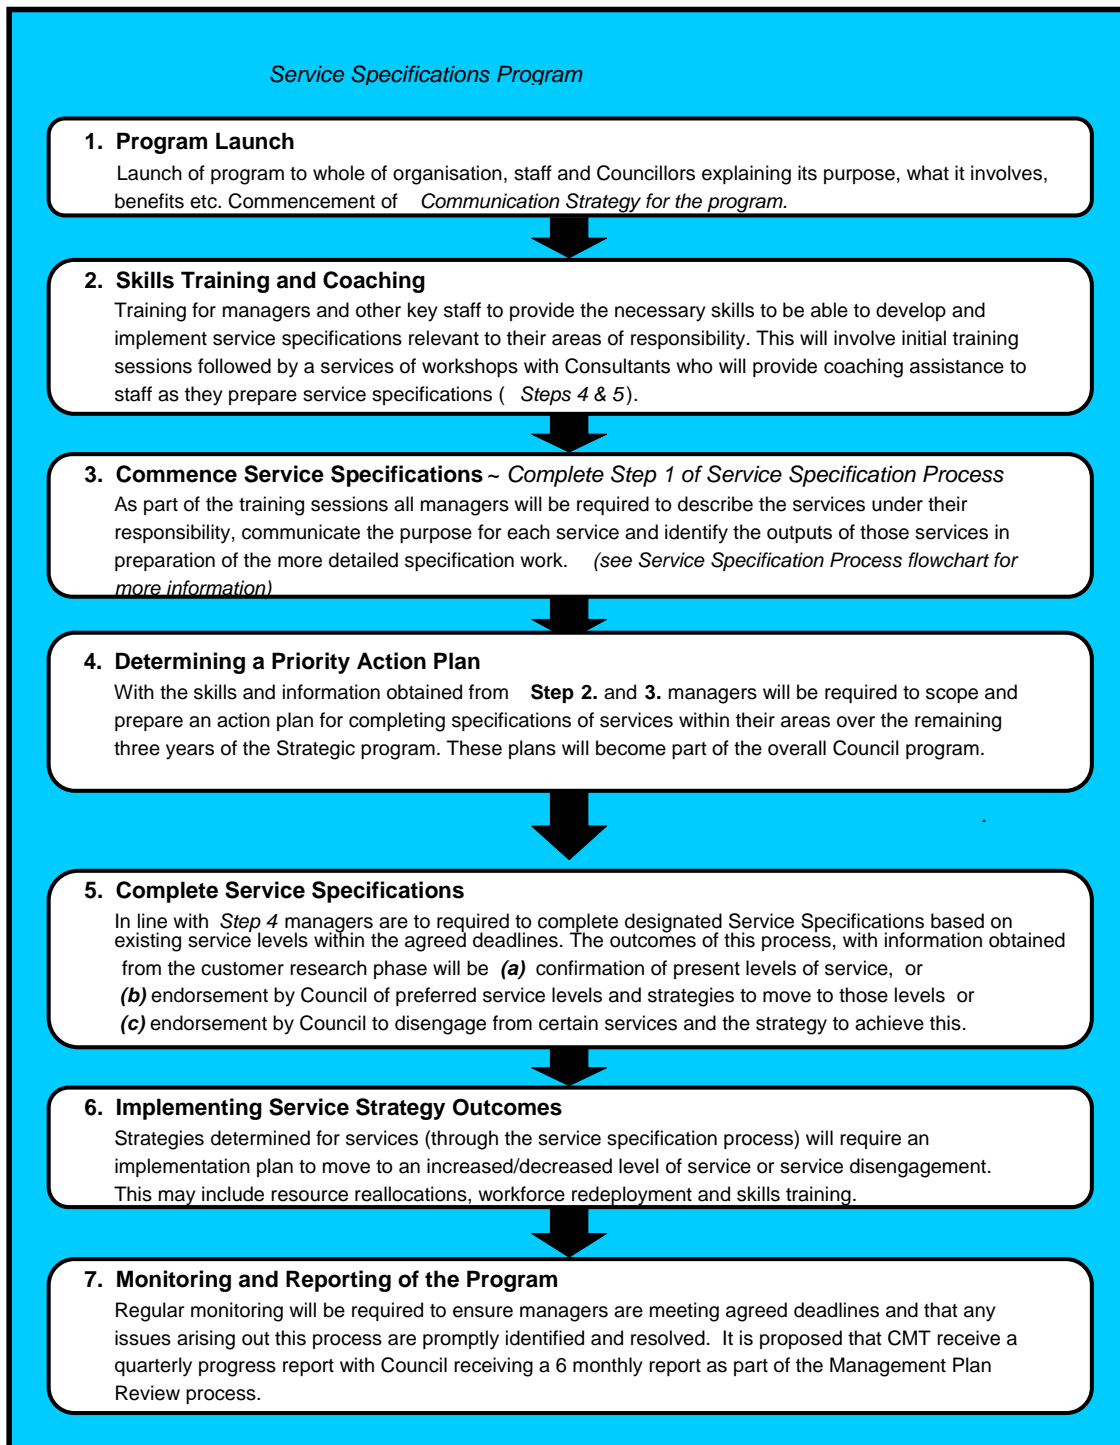 Service Specifications Program
1. Program Launch
Launch of program to whole of organisation, staff and Councillors explaining its purpose, what it involves,
benefits etc. Commencement of Communication Strategy for the program.
2. Skills Training and Coaching
Training for managers and other key staff to provide the necessary skills to be able to develop and
implement service specifications relevant to their areas of responsibility. This will involve initial training
sessions followed by a services of workshops with Consultants who will provide coaching assistance to
staff as they prepare service specifications ( Steps 4 & 5).
3. Commence Service Specifications ~ Complete Step 1 of Service Specification Process
As part of the training sessions all managers will be required to describe the services under their
responsibility, communicate the purpose for each service and identify the outputs of those services in
preparation of the more detailed specification work. (see Service Specification Process flowchart for
more information)
4. Determining a Priority Action Plan
With the skills and information obtained from Step 2. and 3. managers will be required to scope and
prepare an action plan for completing specifications of services within their areas over the remaining
three years of the Strategic program. These plans will become part of the overall Council program.
.
5. Complete Service Specifications
In line with Step 4 managers are to required to complete designated Service Specifications based on
existing service levels within the agreed deadlines. The outcomes of this process, with information obtained
from the customer research phase will be (a) confirmation of present levels of service, or
(b) endorsement by Council of preferred service levels and strategies to move to those levels or
(c) endorsement by Council to disengage from certain services and the strategy to achieve this.
6. Implementing Service Strategy Outcomes
Strategies determined for services (through the service specification process) will require an
implementation plan to move to an increased/decreased level of service or service disengagement.
This may include resource reallocations, workforce redeployment and skills training.
7. Monitoring and Reporting of the Program
Regular monitoring will be required to ensure managers are meeting agreed deadlines and that any
issues arising out this process are promptly identified and resolved. It is proposed that CMT receive a
quarterly progress report with Council receiving a 6 monthly report as part of the Management Plan
Review process.